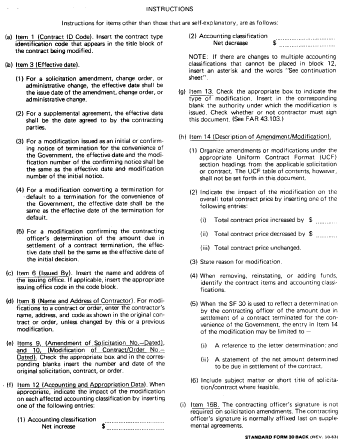 INSTRUCTIONS
Instructions for items other than those that are self-explanatory, are as follows:
(a) Item 1 (Contract ID Code). Insert the contract type
identification code that appears in the title block of
the contract being modified.
(b) Item 3 (Effective date).
(1) For a solicitation amendment, change order, or
administrative change, the effective date shall be
the issue date of the amendment, change order, or
administrative change.
(2) For a supplemental agreement, the effective date
shall be the date agreed to by the contracting
parties.
(3) For a modification issued as an initial or confirm-
ing notice of termination for the convenience of
the Government, the effective date and the modifi-
cation number of the confirming notice shall be
the same as the effective date and modification
number of the initial notice.
(4) For a modification converting a termination for
default to a termination for the convenience of
the Government, the effective date shall be the
same as the effective date of the termination for
default.
(5) For a modification confirming the contracting
officer's determination of the amount due in
settlement of a contract termination, the effec-
tive date shall be the same as the effective date of
the initial decision.
(c) Item 6 (Issued By). Insert the name and address of
the issuing office. If applicable, insert the appropriate
issuing office code in the code block.
(d) Item 8 (Name and Address of Contractor). For modi-
fications to a contract or order, enter the contractor's
name, address, and code as shown in the original con-
tract or order, unless changed by this or a previous
modification.
(e) Items 9, (Amendment of Solicitation No.—Dated),
and 10, (Modification of Contract/Order No.—
Dated). Check the appropriate box and in the corres-
ponding blanks insert the number and date of the
original solicitation, contract, or order.
(f) Item 12 (Accounting and Appropriation Data). When
appropriate, indicate the impact of the modification
on each affected accounting classification by inserting
one of the following entries:
(1) Accounting classification
Net increase $
(2) Accounting classification
Net decrease $
NOTE: If there are changes to multiple accounting
classifications that cannot be placed in block 12,
insert an asterisk and the words "See continuation
sheet".
(g) Item 13. Check the appropriate box to indicate the
type of modification. Insert in the corresponding
blank the authority under which the modification is
issued. Check whether or not contractor must sign
this document. (See FAR 43.103.)
(h) Item 14 (Description of Amendment/Modification).
(1) Organize amendments or modifications under the
appropriate Uniform Contract Format (UCF)
section headings from the applicable solicitation
or contract. The UCF table of contents, however,
shall not be set forth in this document.
(2) Indicate the impact of the modification on the
overall total contract price by inserting one of the
following entries:
(i) Total contract price increased by $
(ii) Total contract price decreased by $
(iii) Total contract price unchanged.
(3) State reason for modification.
(4) When removing, reinstating, or adding funds,
identify the contract items and accounting classi-
fications.
(5) When the SF 30 is used to reflect a determination
by the contracting officer of the amount due in
settlement of a contract terminated for the con-
venience of the Government, the entry in Item 14
of the modification may be limited to —
(i) A reference to the letter determination; and
(ii) A statement of the net amount determined
to be due in settlement of the contract.
(6) Include subject matter or short title of solicita-
tion/contract where feasible.
(i) Item 16B. The contracting officer's signature is not
required on solicitation amendments. The contracting
officer's signature is normally affixed last on supple-
mental agreements.
STANDARD FORM 30 BACK (REV. 10-83)